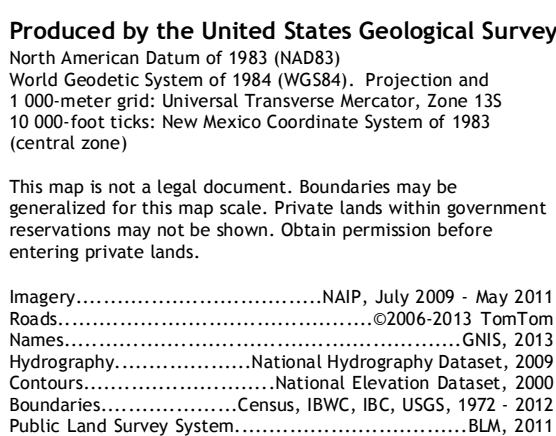 Produced by the United States Geological Survey
North American Datum of 1983 (NAD83)
World Geodetic System of 1984 (WGS84).  Projection and
1 000-meter grid: Universal Transverse Mercator, Zone 13S
10 000-foot ticks: New Mexico Coordinate System of 1983
(central zone)
This map is not a legal document. Boundaries may be
generalized for this map scale. Private lands within government
reservations may not be shown. Obtain permission before
entering private lands.
Imagery.....................................NAIP, July 2009 - May 2011
Roads...............................................©2006-2013 TomTom
Names...........................................................GNIS, 2013
Hydrography....................National Hydrography Dataset, 2009
Contours............................National Elevation Dataset, 2000
Boundaries....................Census, IBWC, IBC, USGS, 1972 - 2012
Public Land Survey System..................................BLM, 2011